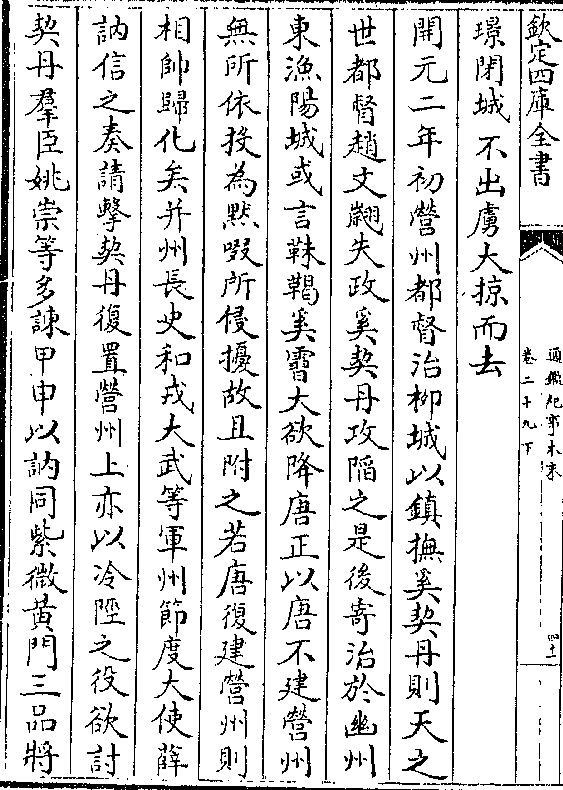 欽定四庫全書
通鑑紀事本末
卷二十九下
四十一
璟閉城不出虜大掠而去
開元二年初營州都督治柳城以鎮撫奚契丹則天之
世都督趙文翽失政奚契丹攻陷之是後寄治於幽州
東漁陽城或言靺鞨奚霫大欲降唐正以唐不建營州
無所依投為黙啜所侵擾故且附之若唐復建營州則
相帥歸化矣并州長史和戎大武等軍州節度大使薛
訥信之奏請擊契丹復置營州上亦以冷陘之役欲討
契丹羣臣姚崇等多諫甲申以訥同紫微黃門三品將